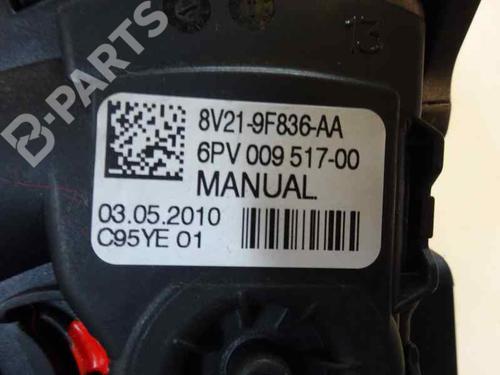 B-PARTS
13
8V21-9F836-AA
6PV 009 517-00
MANUAL
03.05.2010
C95YE 01